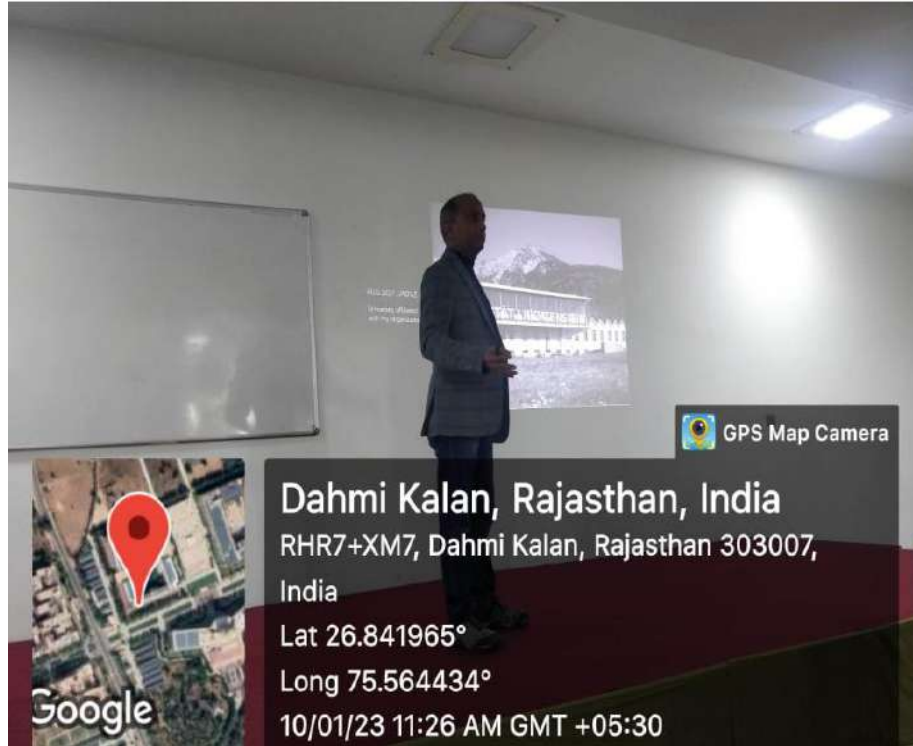 GPS Map Camera
Dahmi Kalan, Rajasthan, India
RHR7+XM7, Dahmi Kalan, Rajasthan 303007,
India
Lat 26.841965°
Long 75.564434°
10/01/23 11:26 AM GMT +05:30
Google